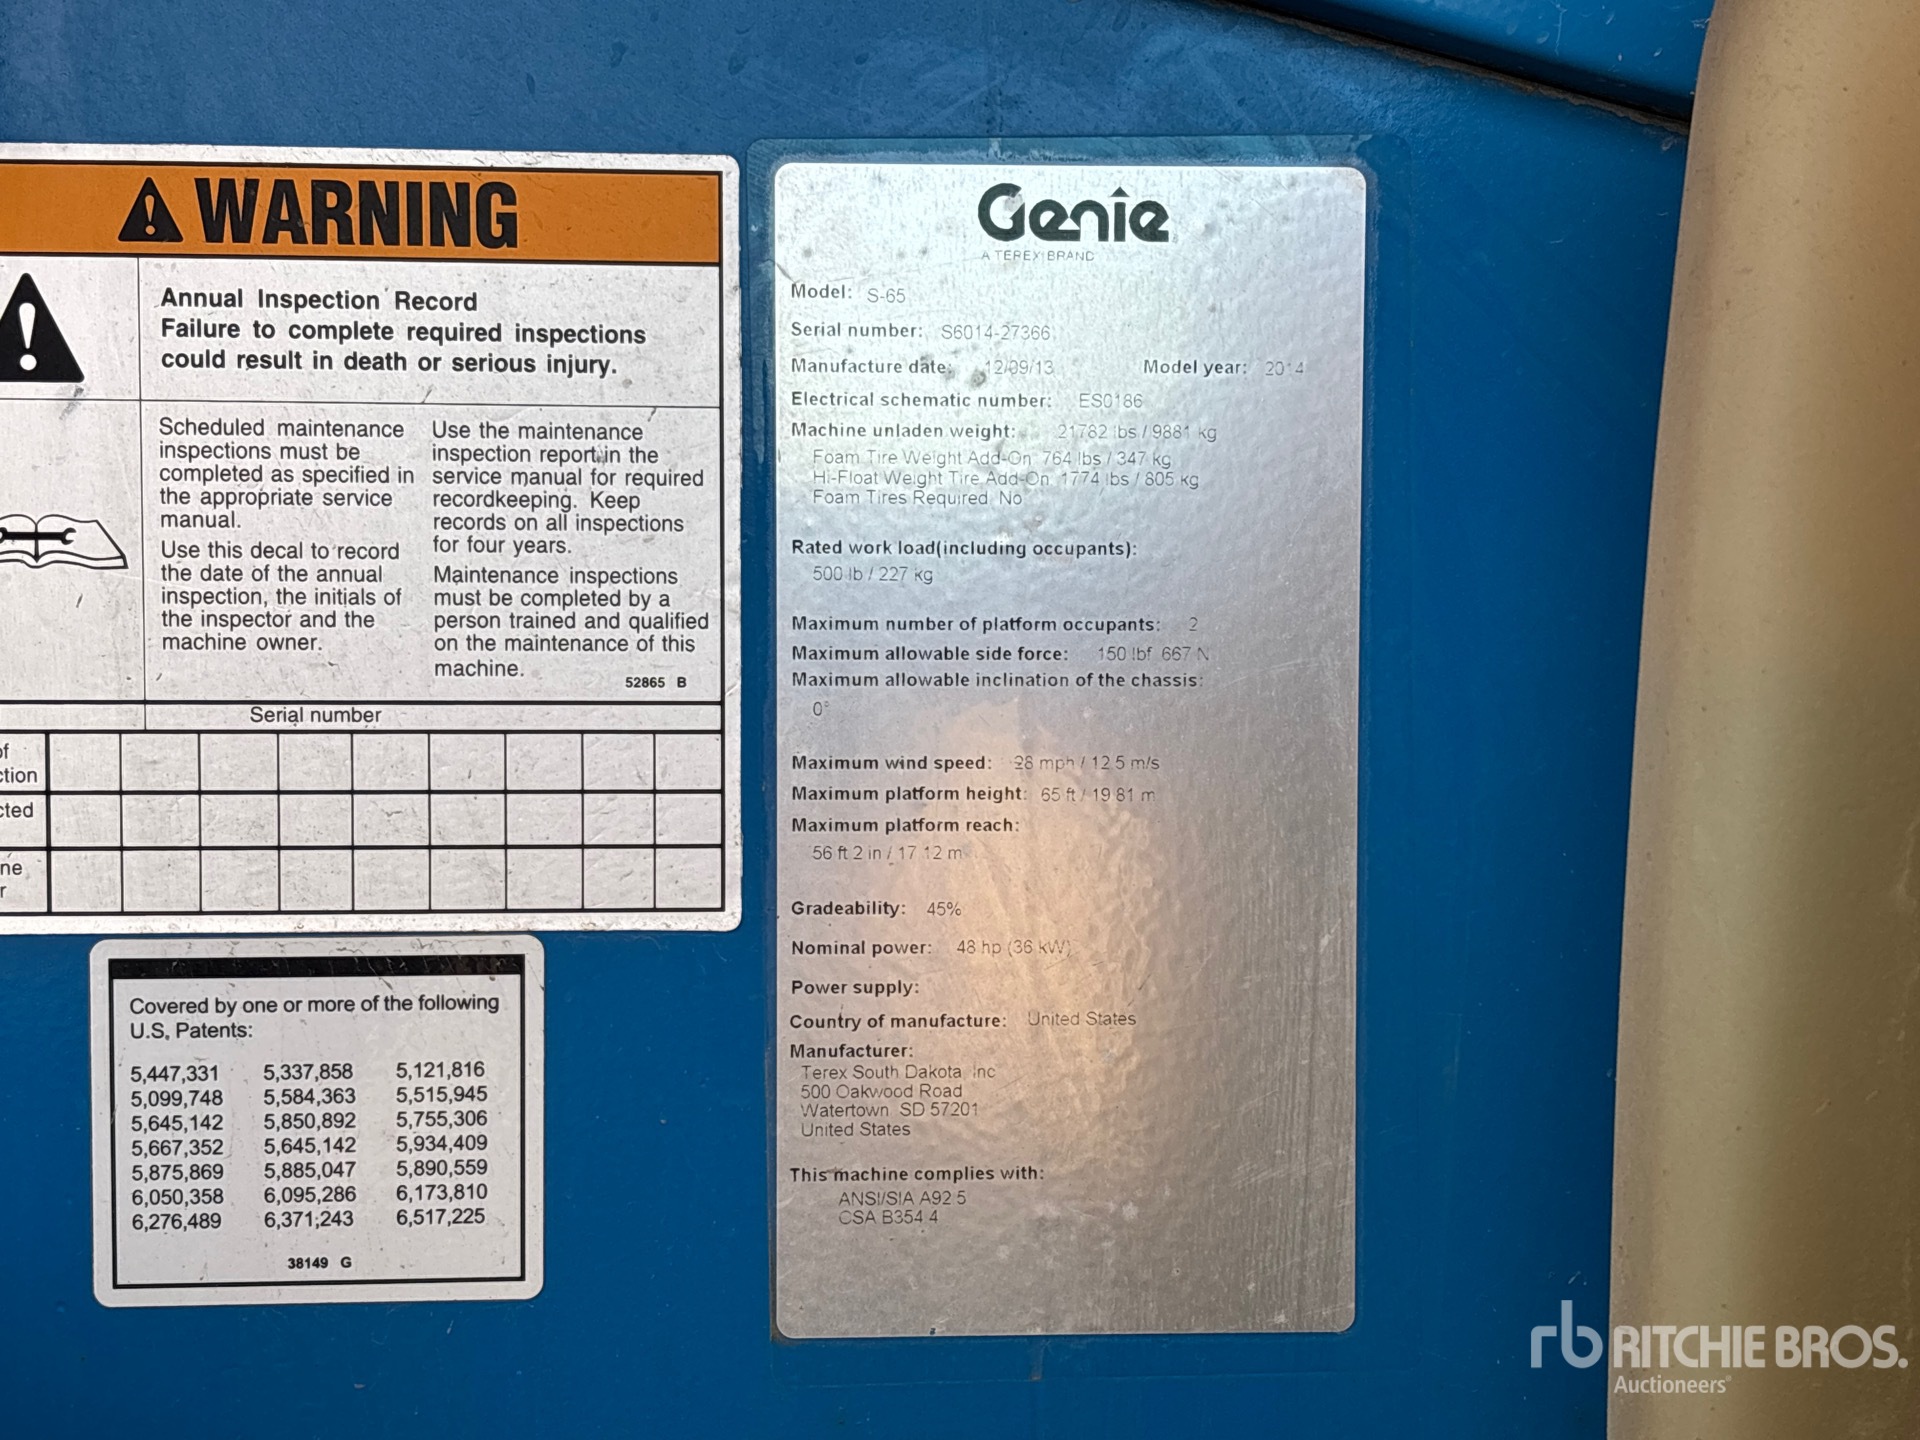 WARNING
Annual Inspection Record
Failure to complete required inspections
could result in death or serious injury.
Scheduled maintenance
inspections must be
completed as specified in
the appropriate service
manual.
Use this decal to record
the date of the annual
inspection, the initials of
the inspector and the
machine owner.
Use the maintenance
inspection report in the
service manual for required
recordkeeping. Keep
records on all inspections
for four years.
Maintenance inspections
must be completed by a
person trained and qualified
on the maintenance of this
machine.
52865 B
Serial number
of
ction
cted
ne
r
Covered by one or more of the following
U.S. Patents:
5,447,331 5,337,858 5,121,816
5,099,748 5,584,363 5,515,945
5,645,142 5,850,892 5,755,306
5,667,352 5,645,142 5,934,409
5,875,869 5,885,047 5,890,559
6,050,358 6,095,286 6,173,810
6,276,489 6,371,243 6,517,225
38149 G
Genie
A TEREX BRAND
Model: S-65
Serial number: S6014-27366
Manufacture date: 12/09/13 Model year: 2014
Electrical schematic number: ES0186
Machine unladen weight: 21782 lbs / 9881 kg
Foam Tire Weight Add-On 764 lbs / 347 kg
Hi-Float Weight Tire Add-On 1774 lbs / 805 kg
Foam Tires Required No
Rated work load(including occupants):
500 lb / 227 kg
Maximum number of platform occupants: 2
Maximum allowable side force: 150 lbf 667 N
Maximum allowable inclination of the chassis:
0°
Maximum wind speed: 28 mph / 12.5 m/s
Maximum platform height: 65 ft / 19.81 m
Maximum platform reach:
56 ft 2 in / 17.12 m
Gradeability: 45%
Nominal power: 48 hp (36 kW)
Power supply:
Country of manufacture: United States
Manufacturer:
Terex South Dakota, Inc
500 Oakwood Road
Watertown, SD 57201
United States
This machine complies with:
ANSI/SIA A92.5
CSA B354.4
rb RITCHIE BROS.
Auctioneers